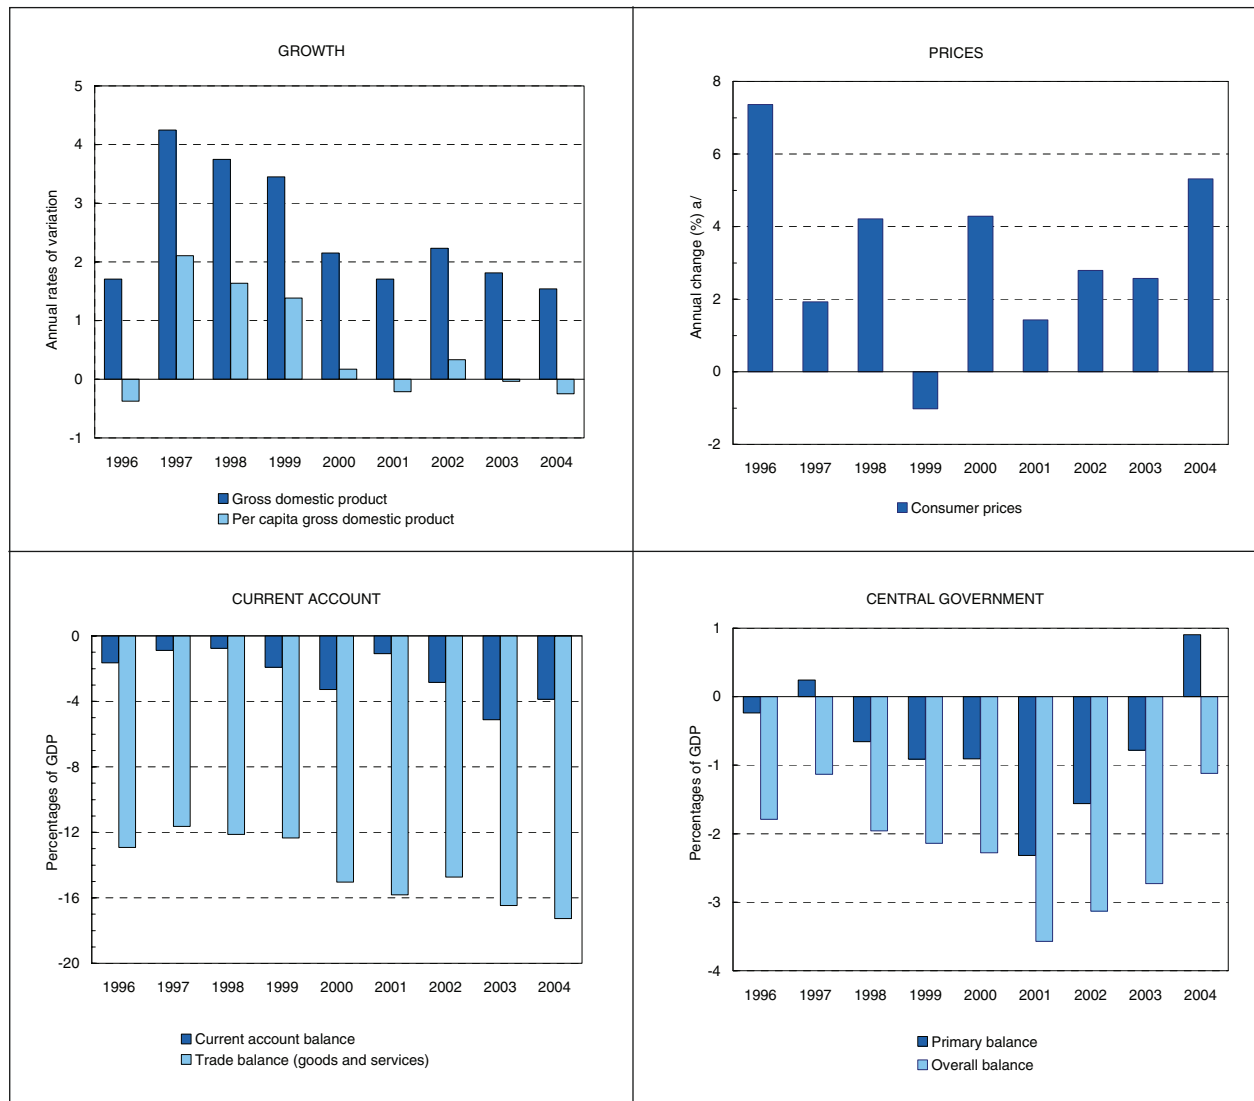 GROWTH
Annual rates of variation
5
4
3
2
1
0
-1
1996 1997 1998 1999 2000 2001 2002 2003 2004
Gross domestic product
Per capita gross domestic product
PRICES
Annual change (%) a/
8
6
4
2
0
-2
1996 1997 1998 1999 2000 2001 2002 2003 2004
Consumer prices
CURRENT ACCOUNT
Percentages of GDP
0
-4
-8
-12
-16
-20
1996 1997 1998 1999 2000 2001 2002 2003 2004
Current account balance
Trade balance (goods and services)
CENTRAL GOVERNMENT
Percentages of GDP
1
0
-1
-2
-3
-4
1996 1997 1998 1999 2000 2001 2002 2003 2004
Primary balance
Overall balance